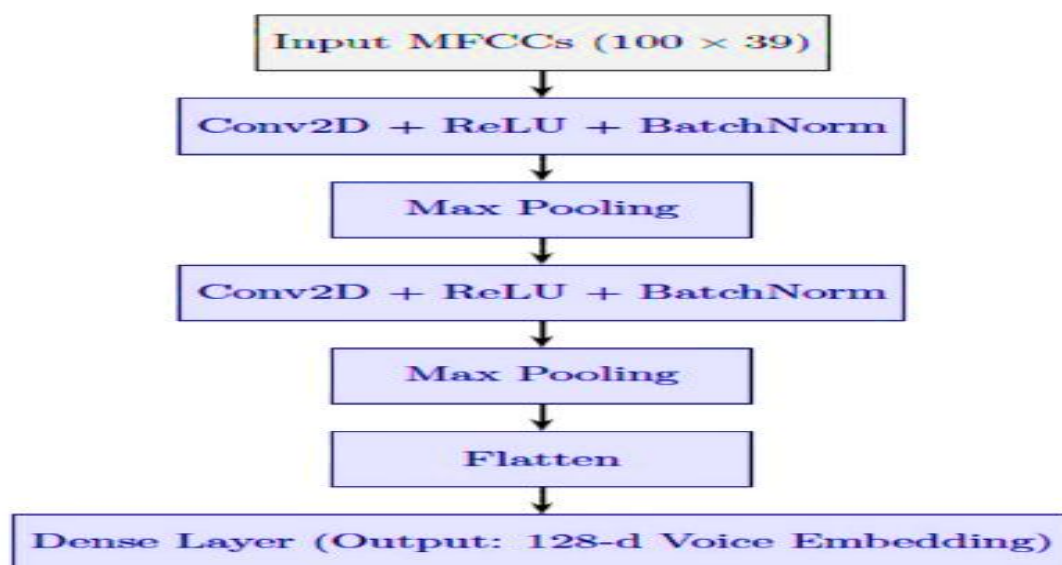 Input MFCCs (100 × 39)
Conv2D + ReLU + BatchNorm
Max Pooling
Conv2D + ReLU + BatchNorm
Max Pooling
Flatten
Dense Layer (Output: 128-d Voice Embedding)